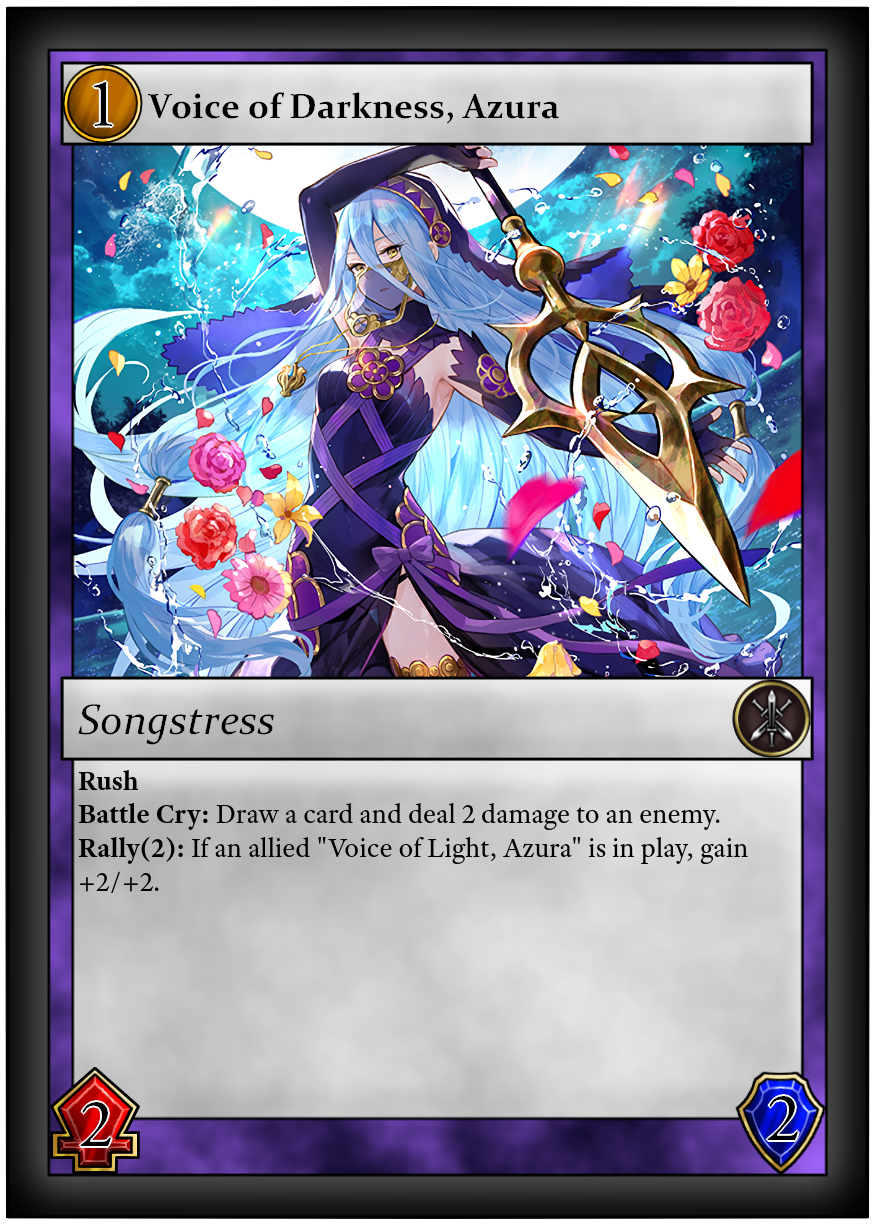 1
Voice of Darkness, Azura
Songstress
Rush
Battle Cry: Draw a card and deal 2 damage to an enemy.
Rally(2): If an allied "Voice of Light, Azura" is in play, gain
+2/+2.
2
2